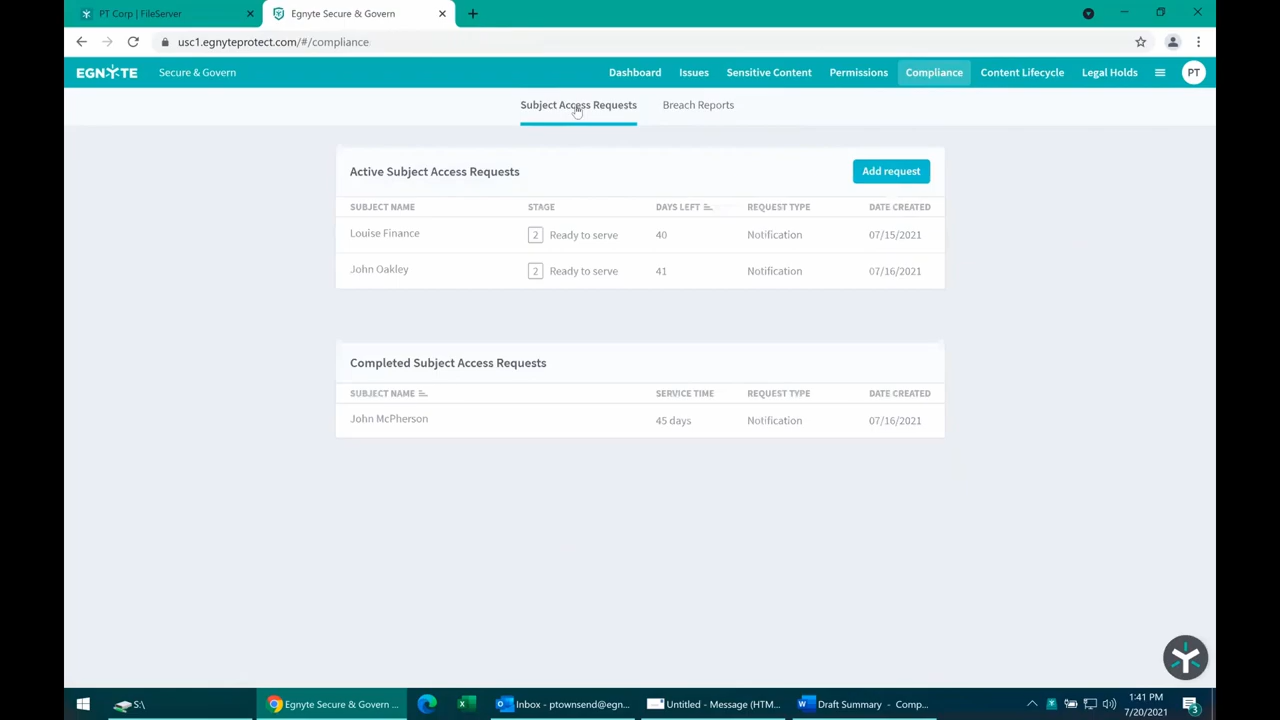 PT Corp | FileServer
Egnyte Secure & Govern
usc1.egnyteprotect.com/#/compliance
EGNYTE Secure & Govern Dashboard Issues Sensitive Content Permissions Compliance Content Lifecycle Legal Holds PT
Subject Access Requests Breach Reports
Active Subject Access Requests Add request
SUBJECT NAME STAGE DAYS LEFT REQUEST TYPE DATE CREATED
Louise Finance 2 Ready to serve 40 Notification 07/15/2021
John Oakley 2 Ready to serve 41 Notification 07/16/2021
Completed Subject Access Requests
SUBJECT NAME SERVICE TIME REQUEST TYPE DATE CREATED
John McPherson 45 days Notification 07/16/2021
S:\ Egnyte Secure & Govern ... Inbox - ptownsend@egn... Untitled - Message (HTM... Draft Summary - Comp...
1:41 PM
7/20/2021
3